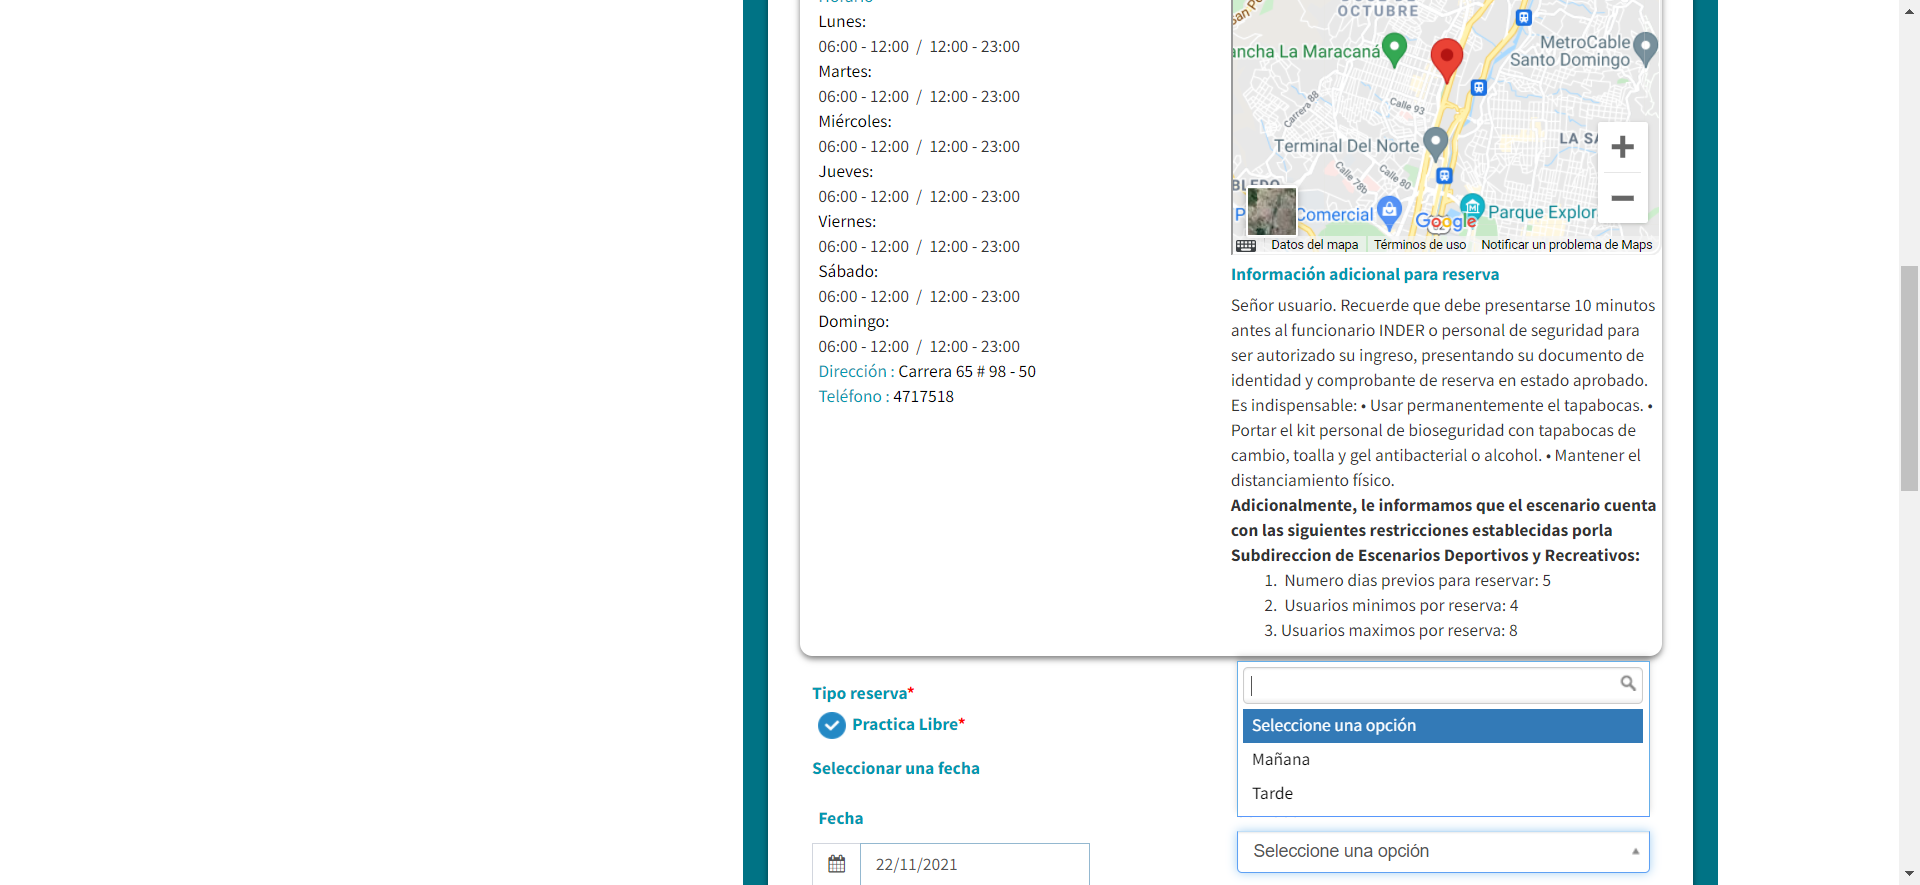 Horario
Lunes:
06:00 - 12:00 / 12:00 - 23:00
Martes:
06:00 - 12:00 / 12:00 - 23:00
Miércoles:
06:00 - 12:00 / 12:00 - 23:00
Jueves:
06:00 - 12:00 / 12:00 - 23:00
Viernes:
06:00 - 12:00 / 12:00 - 23:00
Sábado:
06:00 - 12:00 / 12:00 - 23:00
Domingo:
06:00 - 12:00 / 12:00 - 23:00
Dirección : Carrera 65 # 98 - 50
Teléfono : 4717518
OCTUBRE
ancha La Maracaná
MetroCable
Santo Domingo
Carrera 88
Calle 93
Terminal Del Norte
LA SA
Calle 78b
Calle 80
Comercial
Google
Parque Explor
Datos del mapa
Términos de uso
Notificar un problema de Maps
Información adicional para reserva
Señor usuario. Recuerde que debe presentarse 10 minutos
antes al funcionario INDER o personal de seguridad para
ser autorizado su ingreso, presentando su documento de
identidad y comprobante de reserva en estado aprobado.
Es indispensable: • Usar permanentemente el tapabocas. •
Portar el kit personal de bioseguridad con tapabocas de
cambio, toalla y gel antibacterial o alcohol. • Mantener el
distanciamiento físico.
Adicionalmente, le informamos que el escenario cuenta
con las siguientes restricciones establecidas porla
Subdireccion de Escenarios Deportivos y Recreativos:
1. Numero dias previos para reservar: 5
2. Usuarios minimos por reserva: 4
3. Usuarios maximos por reserva: 8
Tipo reserva*
Practica Libre*
Seleccionar una fecha
Fecha
22/11/2021
Seleccione una opción
Mañana
Tarde
Seleccione una opción